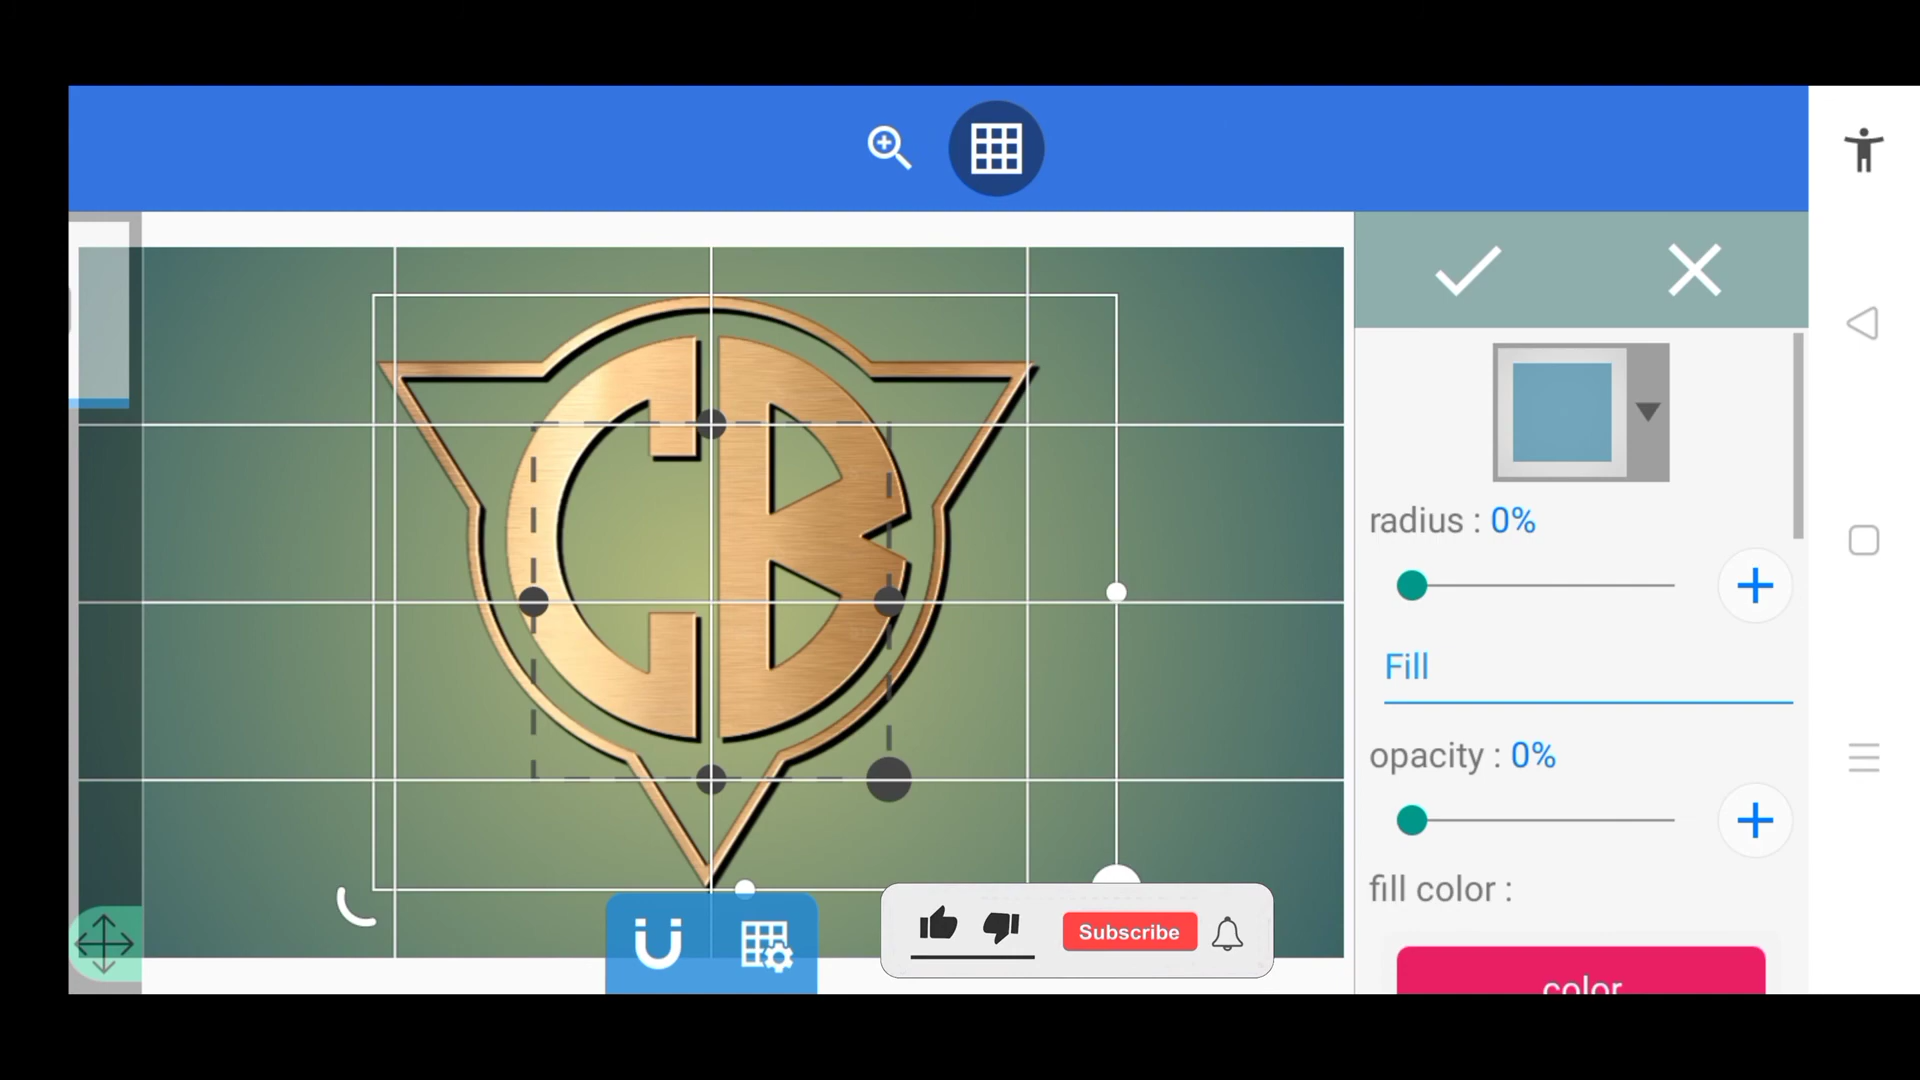 CB
radius : 0%
Fill
opacity : 0%
fill color :
color
Subscribe